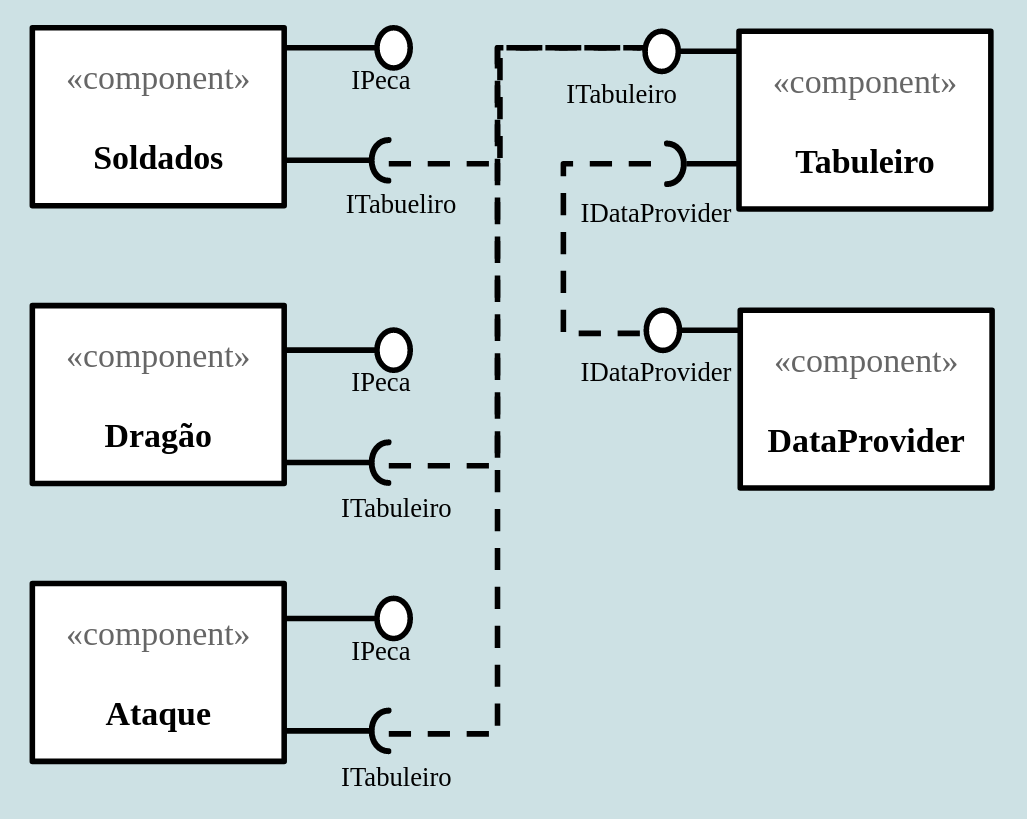 «component»
Soldados
IPeca
ITabueliro
ITabuleiro
«component»
Tabuleiro
IDataProvider
«component»
Dragão
IPeca
ITabuleiro
IDataProvider
«component»
DataProvider
«component»
Ataque
IPeca
ITabuleiro